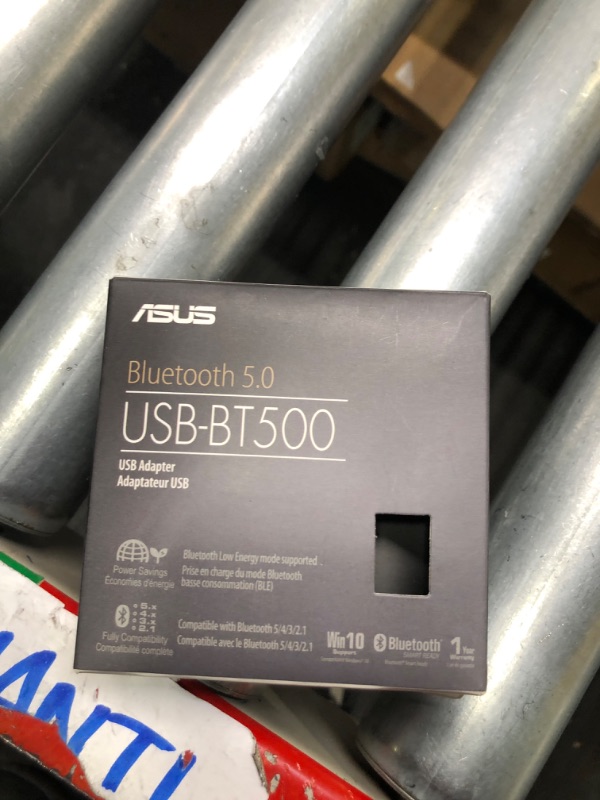 ASUS
Bluetooth 5.0
USB-BT500
USB Adapter
Adaptateur USB
Power Savings
Économies d'énergie
Bluetooth Low Energy mode supported.
Prise en charge du mode Bluetooth
basse consommation (BLE)
5.x
4.x
3.x
2.1
Fully Compatibility
Compatibilité complète
Compatible with Bluetooth 5/4/3/2.1
Compatible avec le Bluetooth 5/4/3/2.1
Win10
Support
Bluetooth
SMART READY
1 Year
Warranty
ANTI